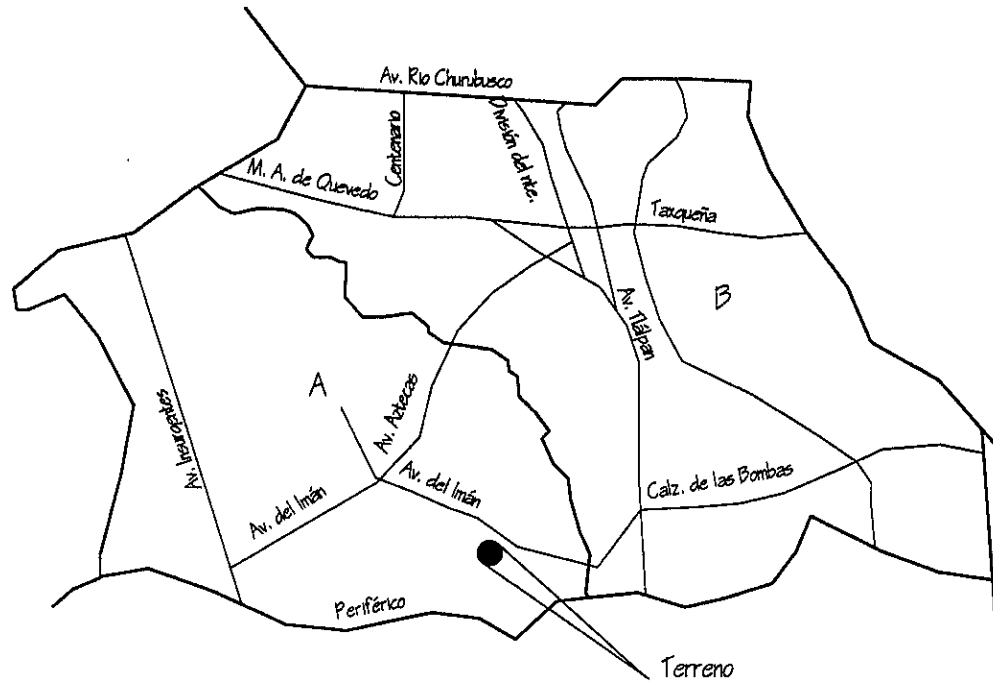 Av. Rio Churubusco
Centenario
División del nte.
M. A. de Quevedo
Taxqueña
Av. Tlálpan
B
A
Av. Insurgentes
Av. Aztecas
Av. del Imán
Av. del Imán
Calz. de las Bombas
Periférico
Terreno